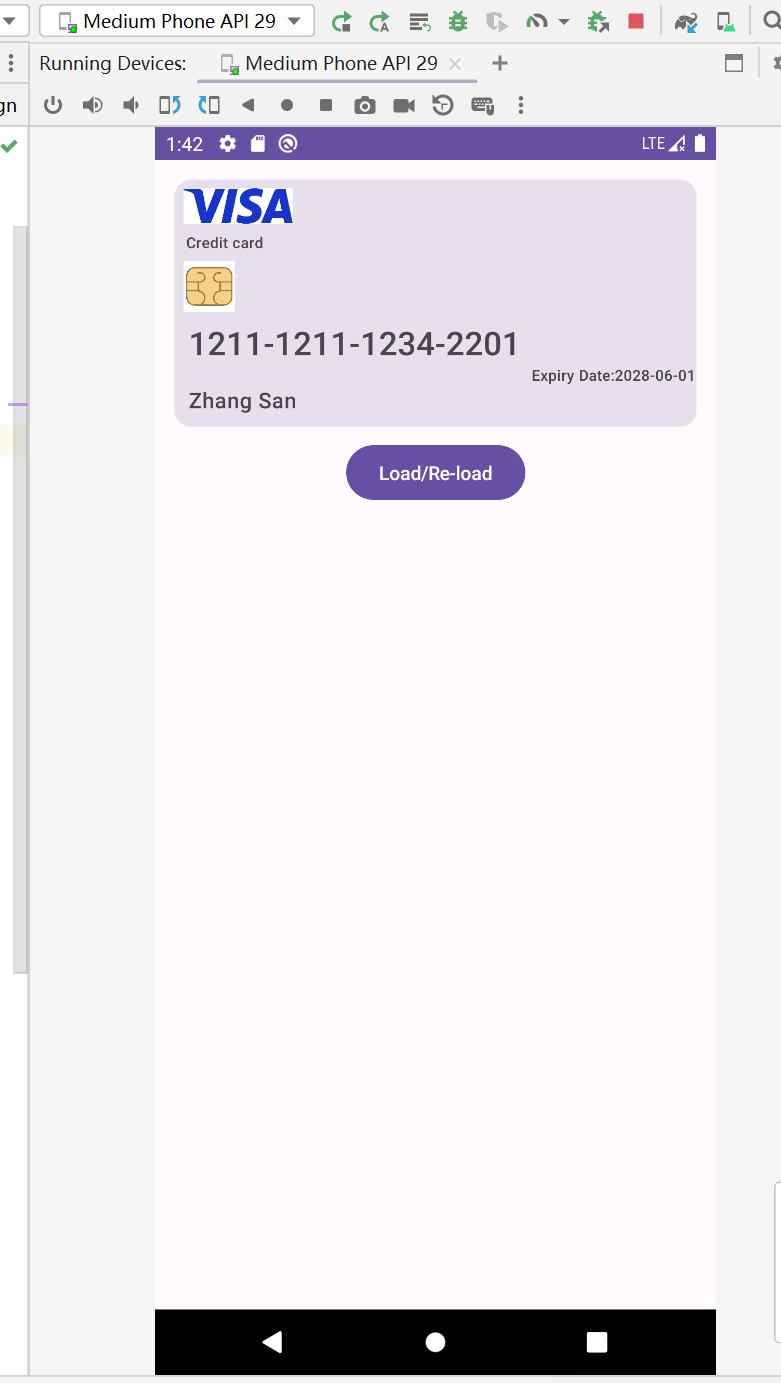 Medium Phone API 29
Running Devices:
Medium Phone API 29
gn
1:42
LTE
VISA
Credit card
1211-1211-1234-2201
Expiry Date:2028-06-01
Zhang San
Load/Re-load